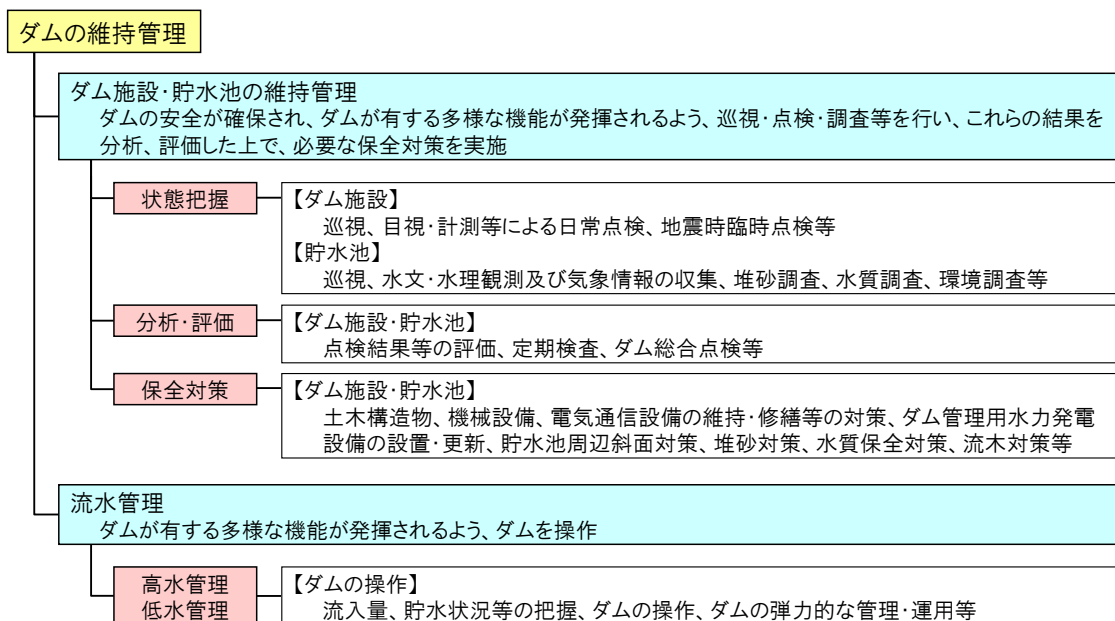 ダムの維持管理
ダム施設･貯水池の維持管理
ダムの安全が確保され、ダムが有する多様な機能が発揮されるよう、巡視･点検･調査等を行い、これらの結果を
分析、評価した上で、必要な保全対策を実施
状態把握
【ダム施設】
巡視、目視･計測等による日常点検、地震時臨時点検等
【貯水池】
巡視、水文･水理観測及び気象情報の収集、堆砂調査、水質調査、環境調査等
分析･評価
【ダム施設･貯水池】
点検結果等の評価、定期検査、ダム総合点検等
保全対策
【ダム施設･貯水池】
土木構造物、機械設備、電気通信設備の維持･修繕等の対策、ダム管理用水力発電
設備の設置･更新、貯水池周辺斜面対策、堆砂対策、水質保全対策、流木対策等
流水管理
ダムが有する多様な機能が発揮されるよう、ダムを操作
高水管理
低水管理
【ダムの操作】
流入量、貯水状況等の把握、ダムの操作、ダムの弾力的な管理･運用等